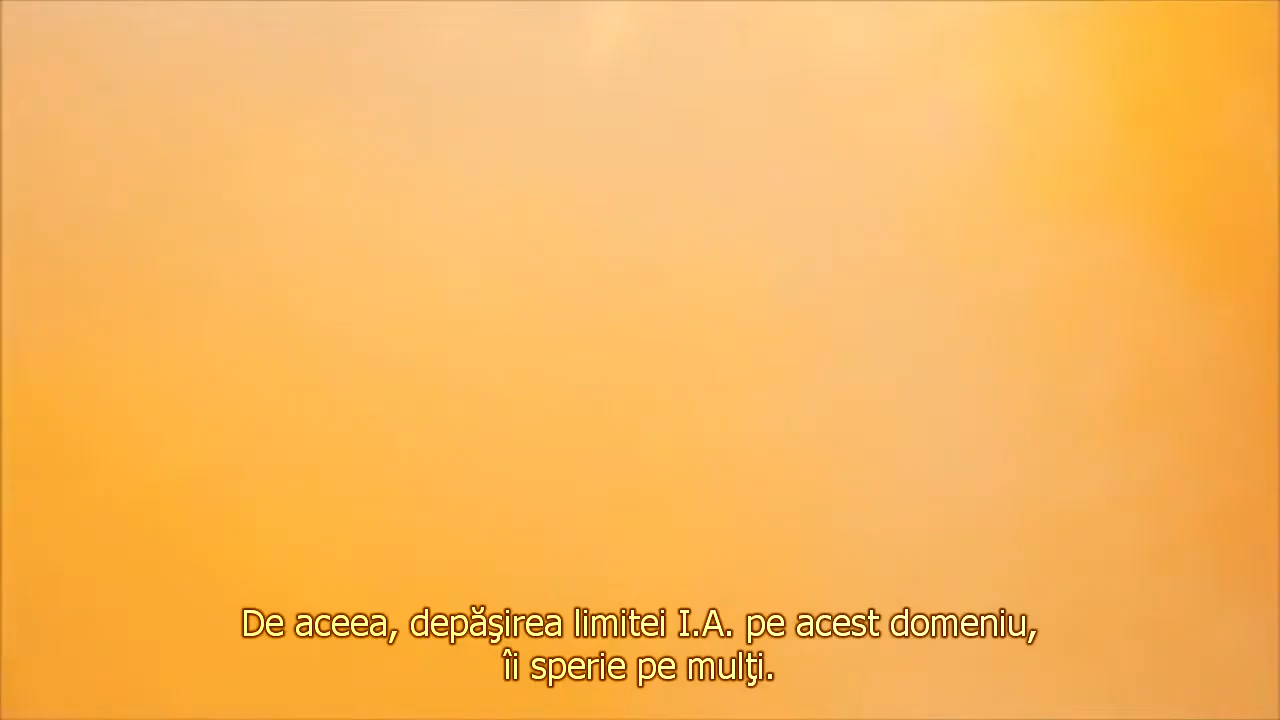 De aceea, depăşirea limitei I.A. pe acest domeniu,
îi sperie pe mulţi.